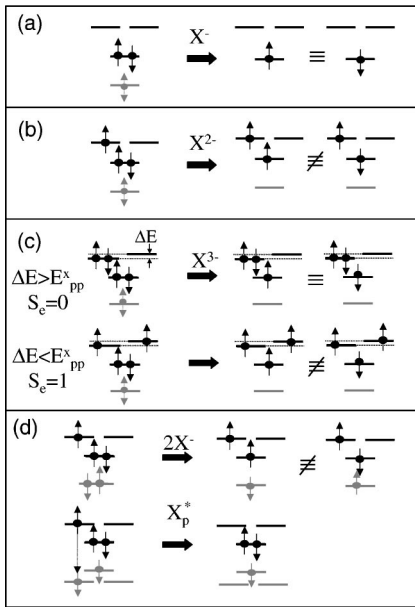 (a)
X⁻
≡
(b)
X²⁻
≢
(c)
ΔE
X³⁻
ΔE>Eˣpp
Sₑ=0
≡
ΔE<Eˣpp
Sₑ=1
≢
(d)
2X⁻
≢
X*p